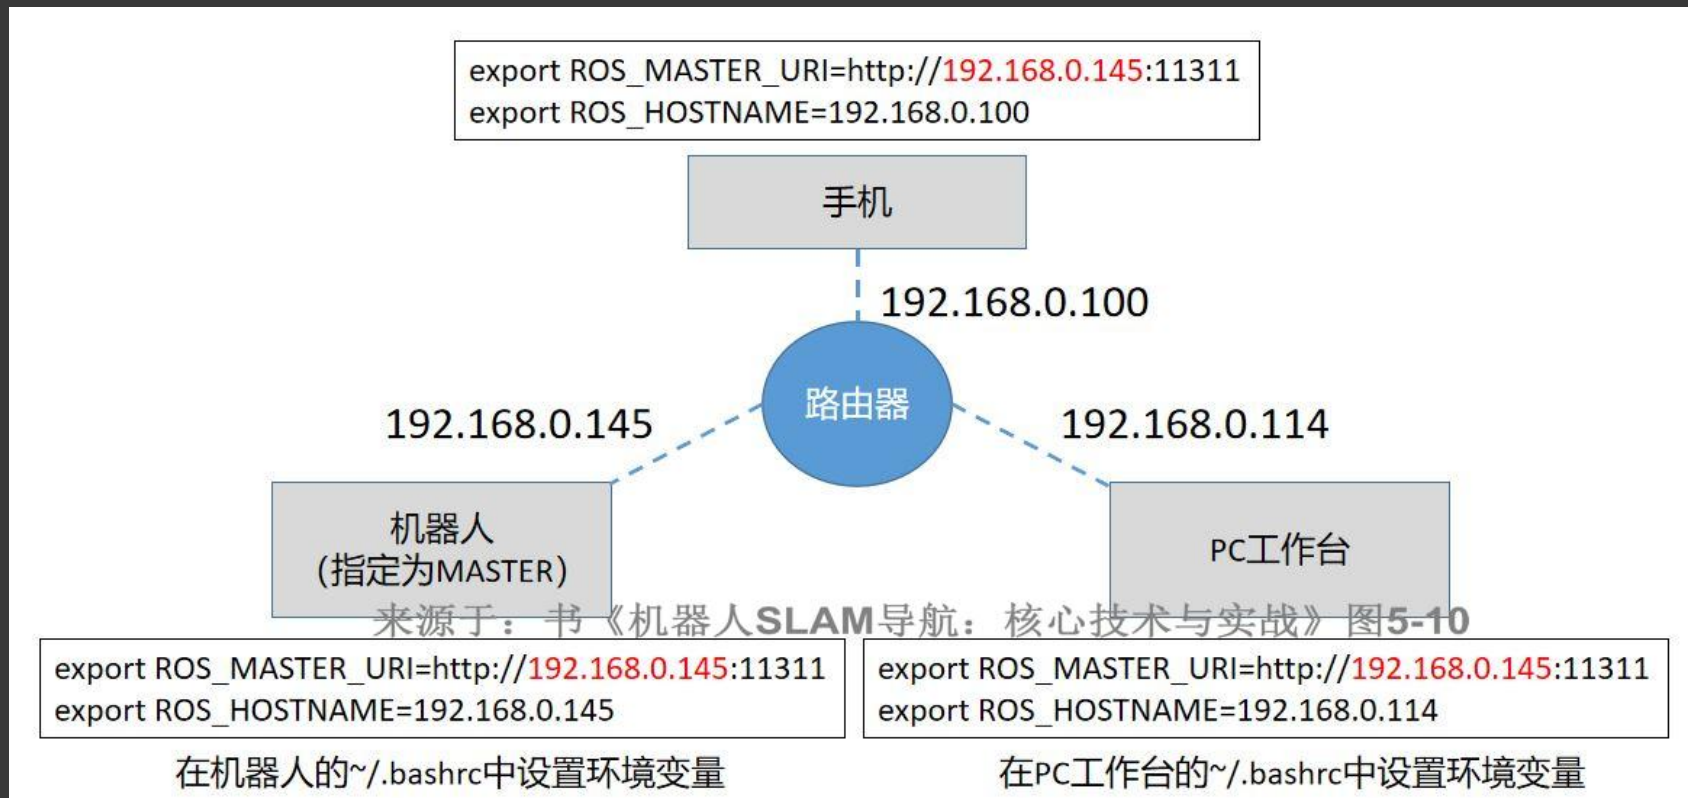 export ROS_MASTER_URI=http://192.168.0.145:11311
export ROS_HOSTNAME=192.168.0.100
手机
192.168.0.100
路由器
192.168.0.145
192.168.0.114
机器人
（指定为MASTER）
PC工作台
来源于：书《机器人SLAM导航：核心技术与实战》图5-10
export ROS_MASTER_URI=http://192.168.0.145:11311
export ROS_HOSTNAME=192.168.0.145
在机器人的~/.bashrc中设置环境变量
export ROS_MASTER_URI=http://192.168.0.145:11311
export ROS_HOSTNAME=192.168.0.114
在PC工作台的~/.bashrc中设置环境变量